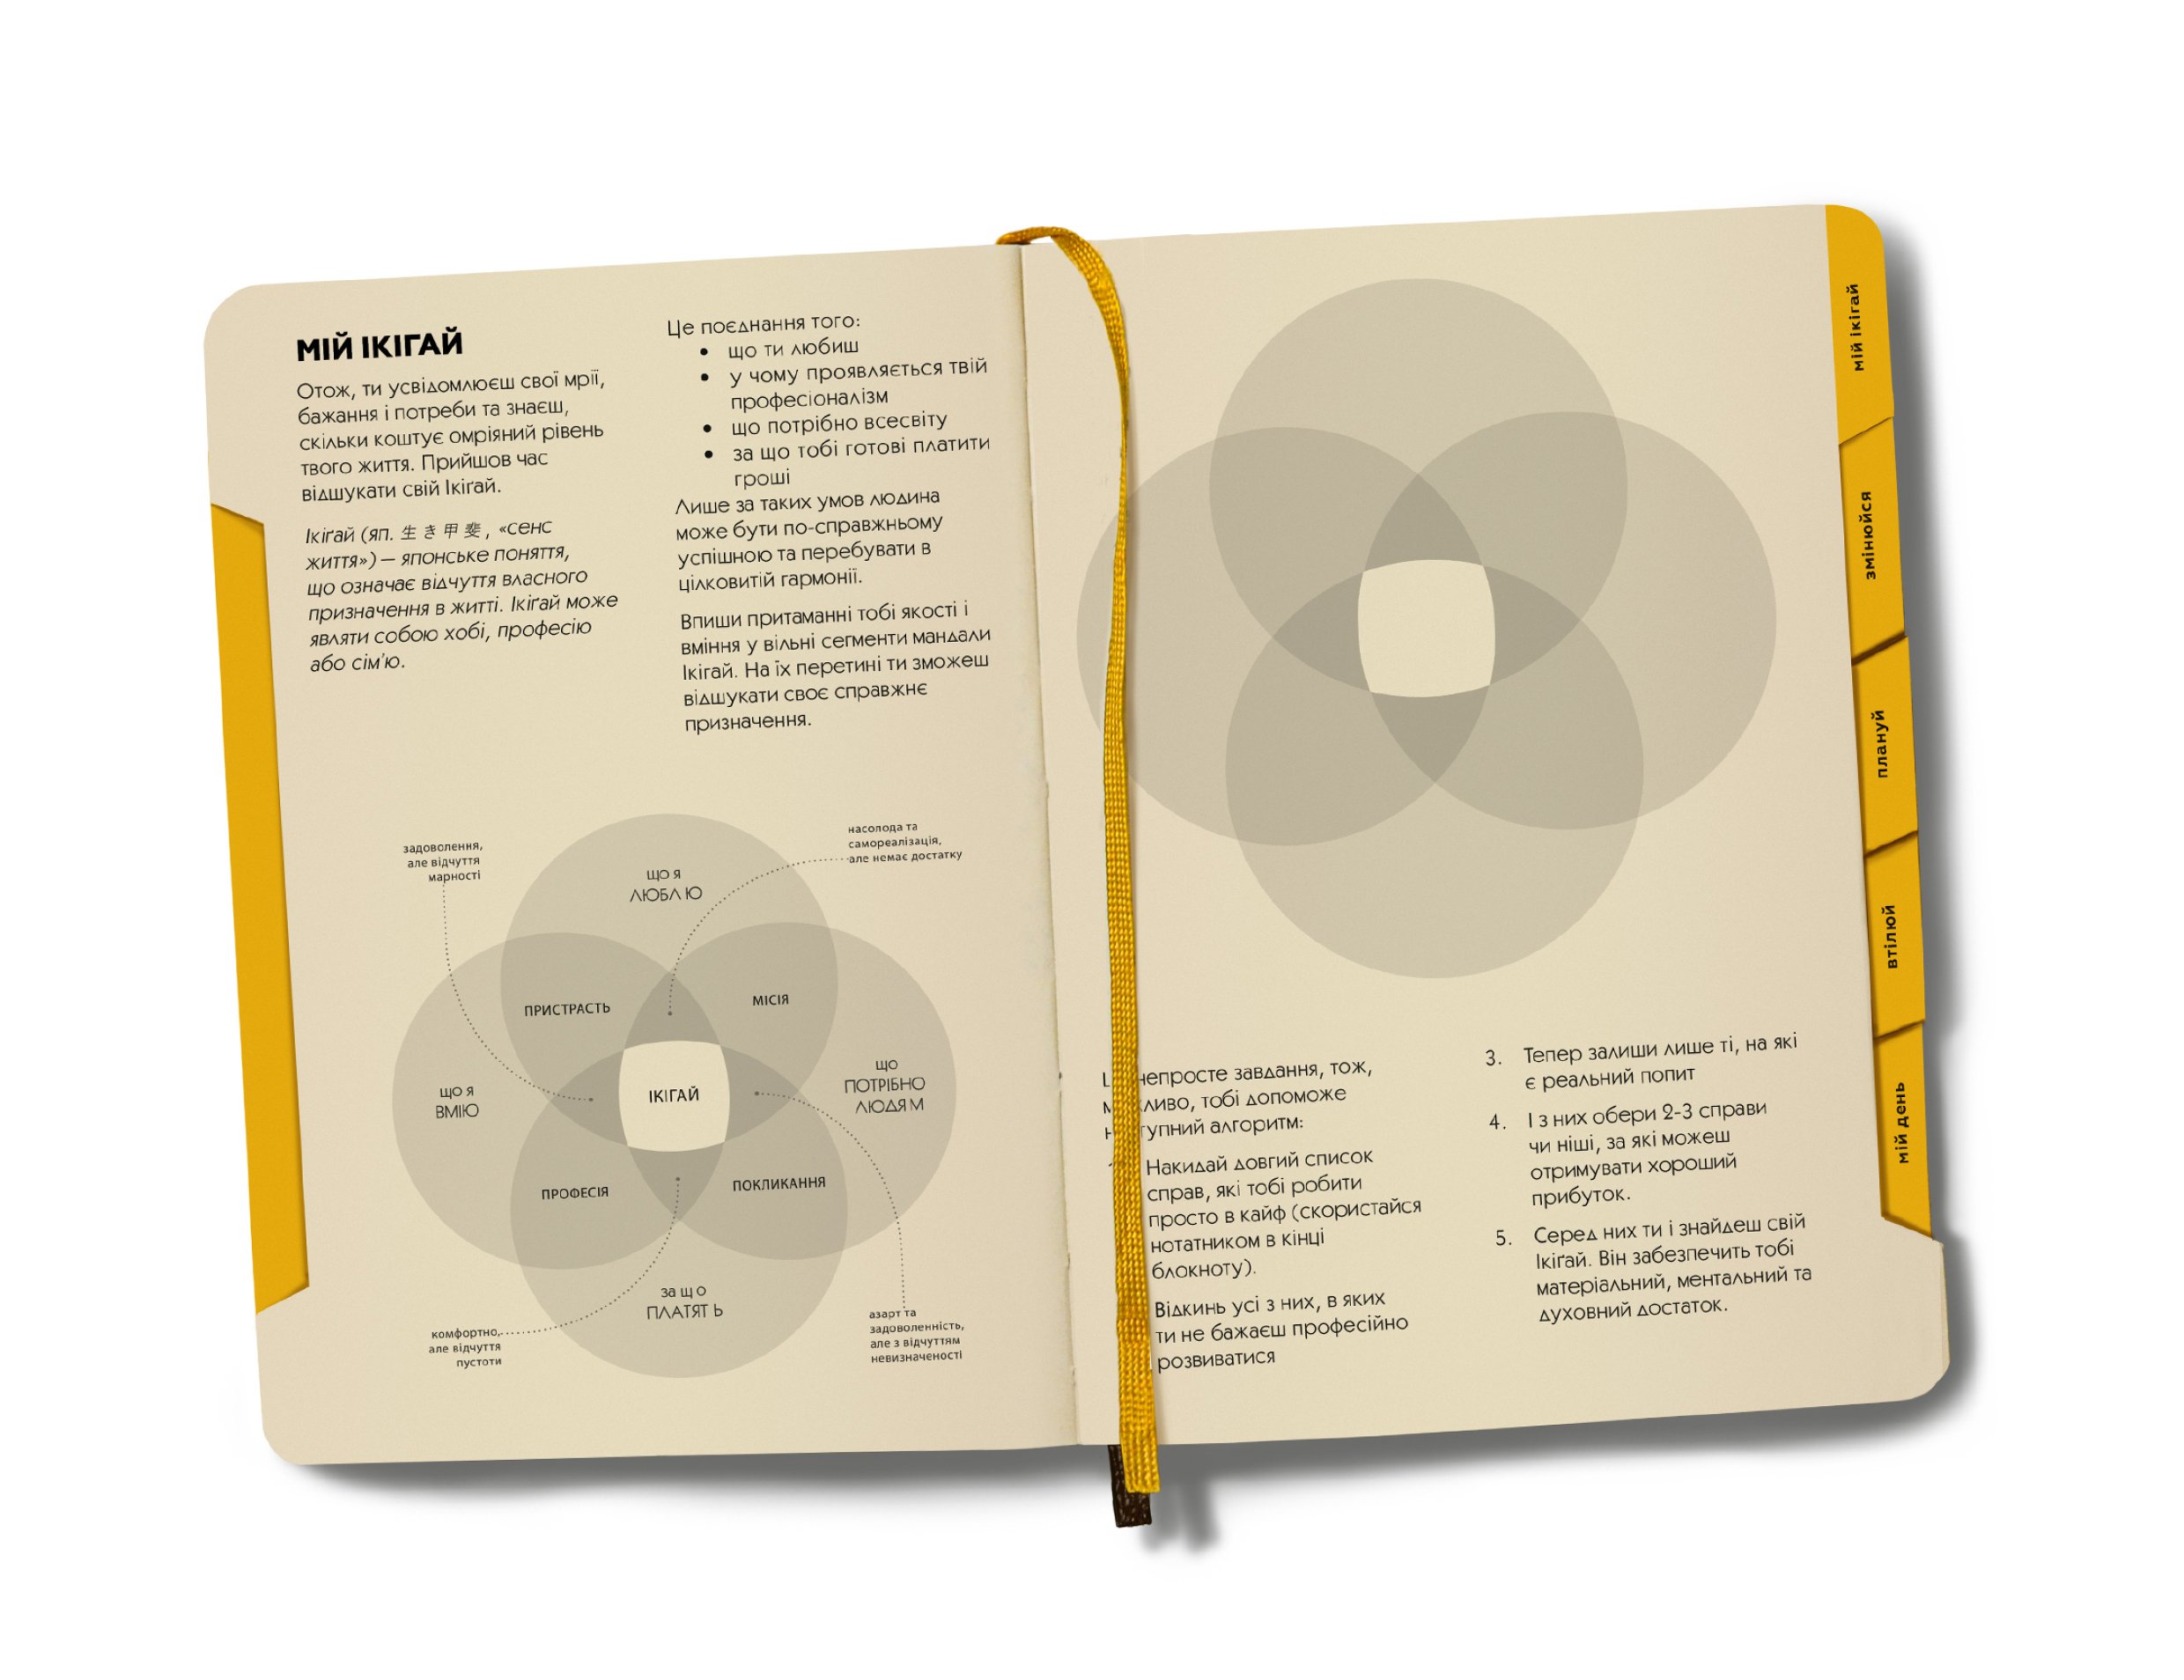 МІЙ ІКІГАЙ
Отож, ти усвідомлюєш свої мрії,
бажання і потреби та знаєш,
скільки коштує омріяний рівень
твого життя. Прийшов час
відшукати свій Ікіґай.
Ікіґай (яп. 生き甲斐, «сенс
життя») — японське поняття,
що означає відчуття власного
призначення в житті. Ікіґай може
являти собою хобі, професію
або сім'ю.
Це поєднання того:
• що ти любиш
• у чому проявляється твій
професіоналізм
• що потрібно всесвіту
• за що тобі готові платити
гроші
Лише за таких умов людина
може бути по-справжньому
успішною та перебувати в
цілковитій гармонії.
Впиши притаманні тобі якості і
вміння у вільні сегменти мандали
Ікігай. На їх перетині ти зможеш
відшукати своє справжнє
призначення.
задоволення,
але відчуття
марності
насолода та
самореалізація,
але немає достатку
ЩО Я
ЛЮБЛЮ
ПРИСТРАСТЬ
МІСІЯ
ЩО Я
ВМІЮ
ІКІГАЙ
ЩО
ПОТРІБНО
ЛЮДЯМ
ПРОФЕСІЯ
ПОКЛИКАННЯ
ЗА ЩО
ПЛАТЯТЬ
комфортно,
але відчуття
пустоти
азарт та
задоволенність,
але з відчуттям
невизначеності
непросте завдання, тож,
тобі допоможе
алгоритм:
Накидай довгий список
справ, які тобі робити
просто в кайф (скористайся
нотатником в кінці
блокноту).
Відкинь усі з них, в яких
ти не бажаєш професійно
розвиватися
3. Тепер залиши лише ті, на які
є реальний попит
4. І з них обери 2-3 справи
чи ніші, за які можеш
отримувати хороший
прибуток.
5. Серед них ти і знайдеш свій
Ікіґай. Він забезпечить тобі
матеріальний, ментальний та
духовний достаток.
мій ікігай
змінюйся
плануй
втілюй
мій день